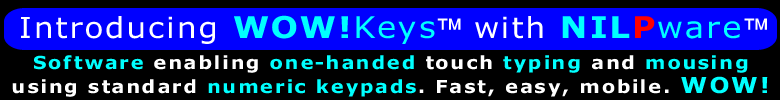 Introducing WOW!Keys™ with NILPware™
Software enabling one-handed touch typing and mousing
using standard numeric keypads. Fast, easy, mobile. WOW!